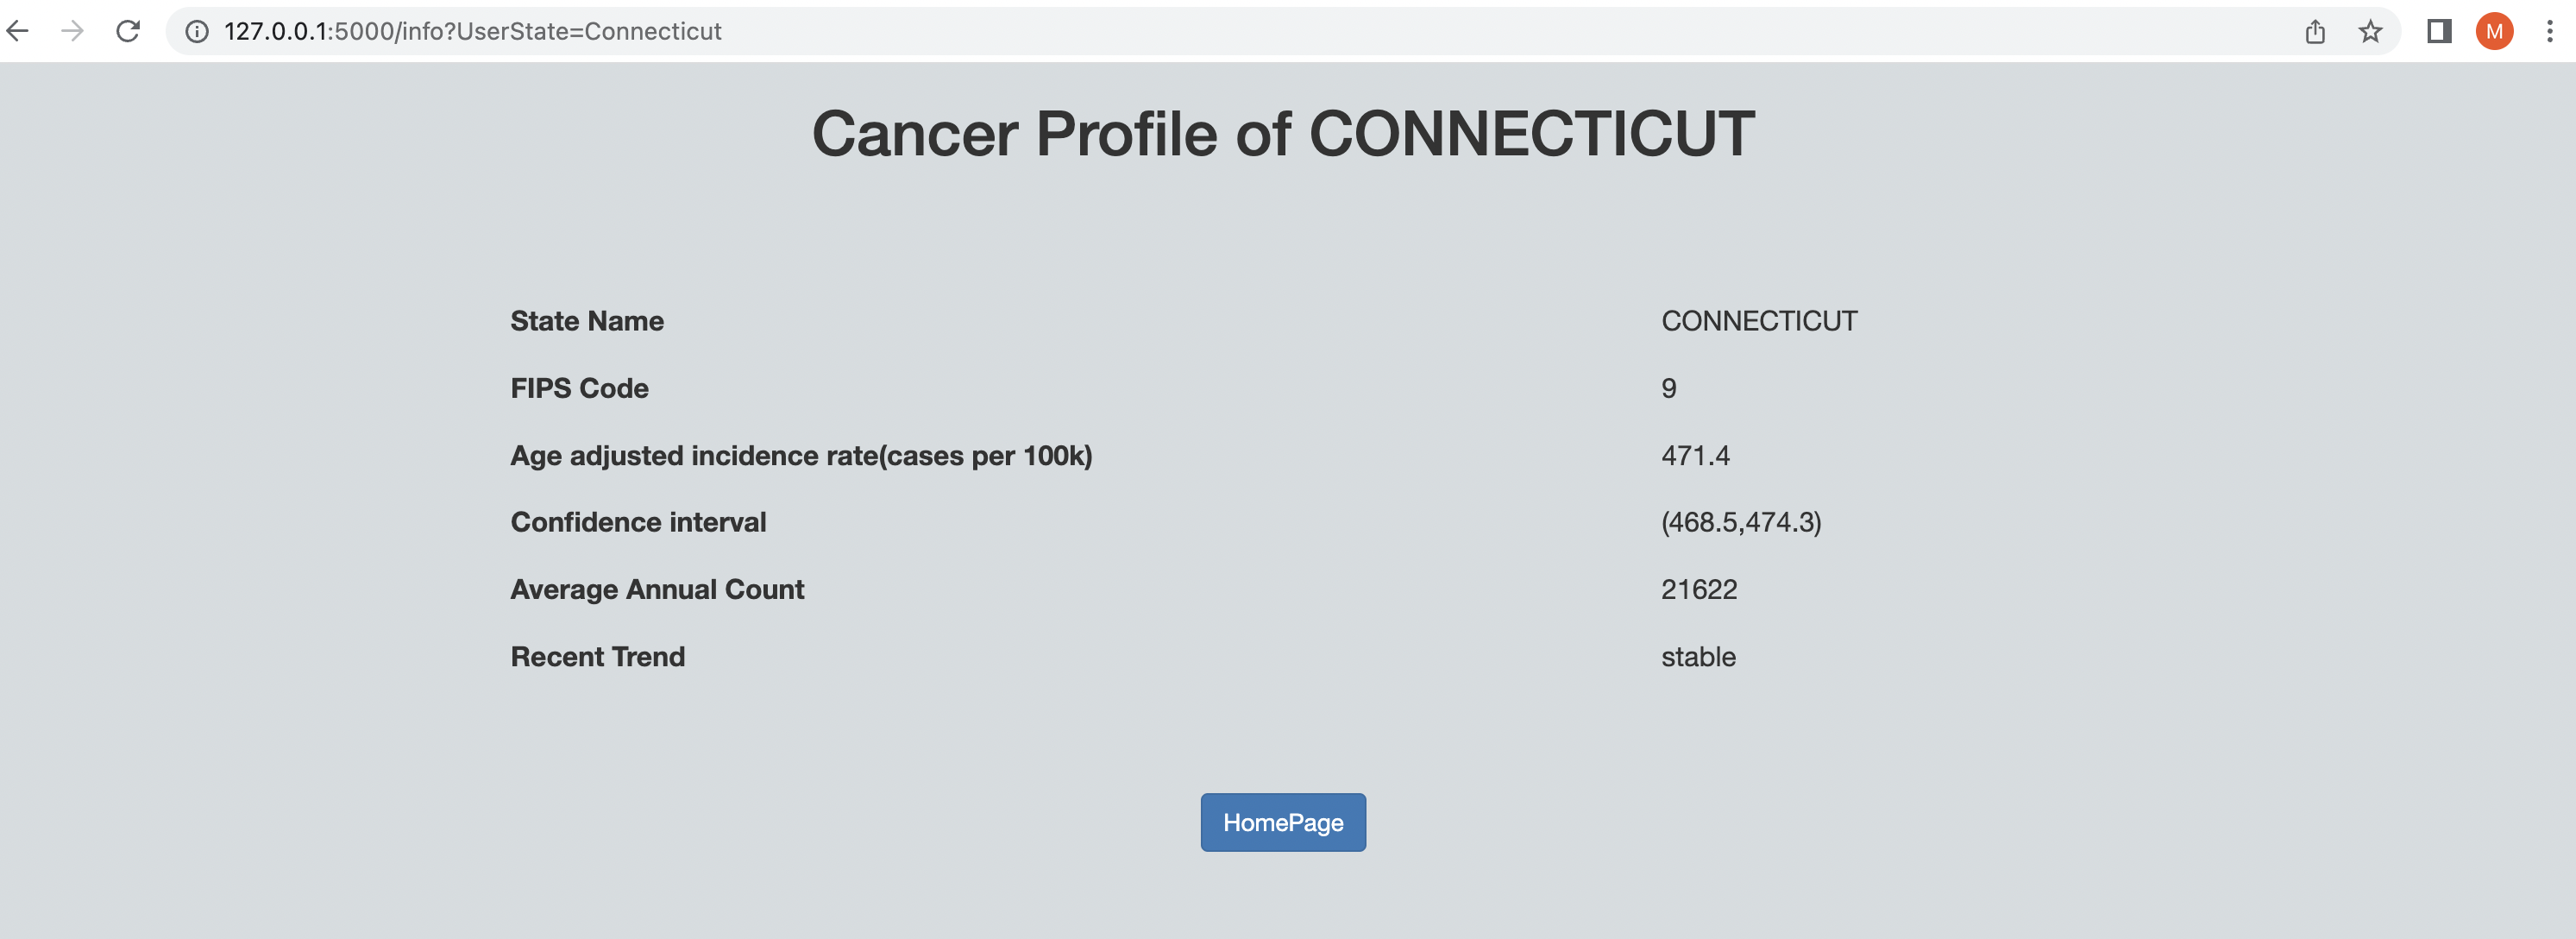 127.0.0.1:5000/info?UserState=Connecticut
M
Cancer Profile of CONNECTICUT
State Name CONNECTICUT
FIPS Code 9
Age adjusted incidence rate(cases per 100k) 471.4
Confidence interval (468.5,474.3)
Average Annual Count 21622
Recent Trend stable
HomePage